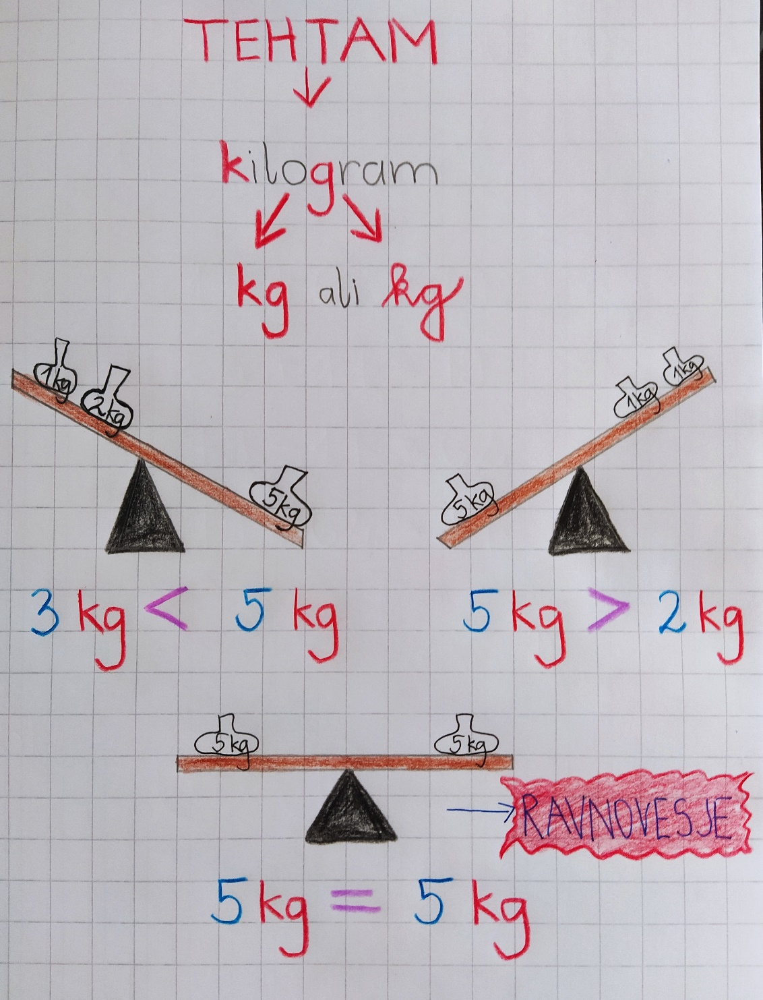 TEHTAM
kilogram
kg ali kg
1kg 2kg 5kg
5kg 1kg 1kg
3 kg < 5 kg
5 kg > 2 kg
5kg 5kg
RAVNOVESJE
5 kg = 5 kg